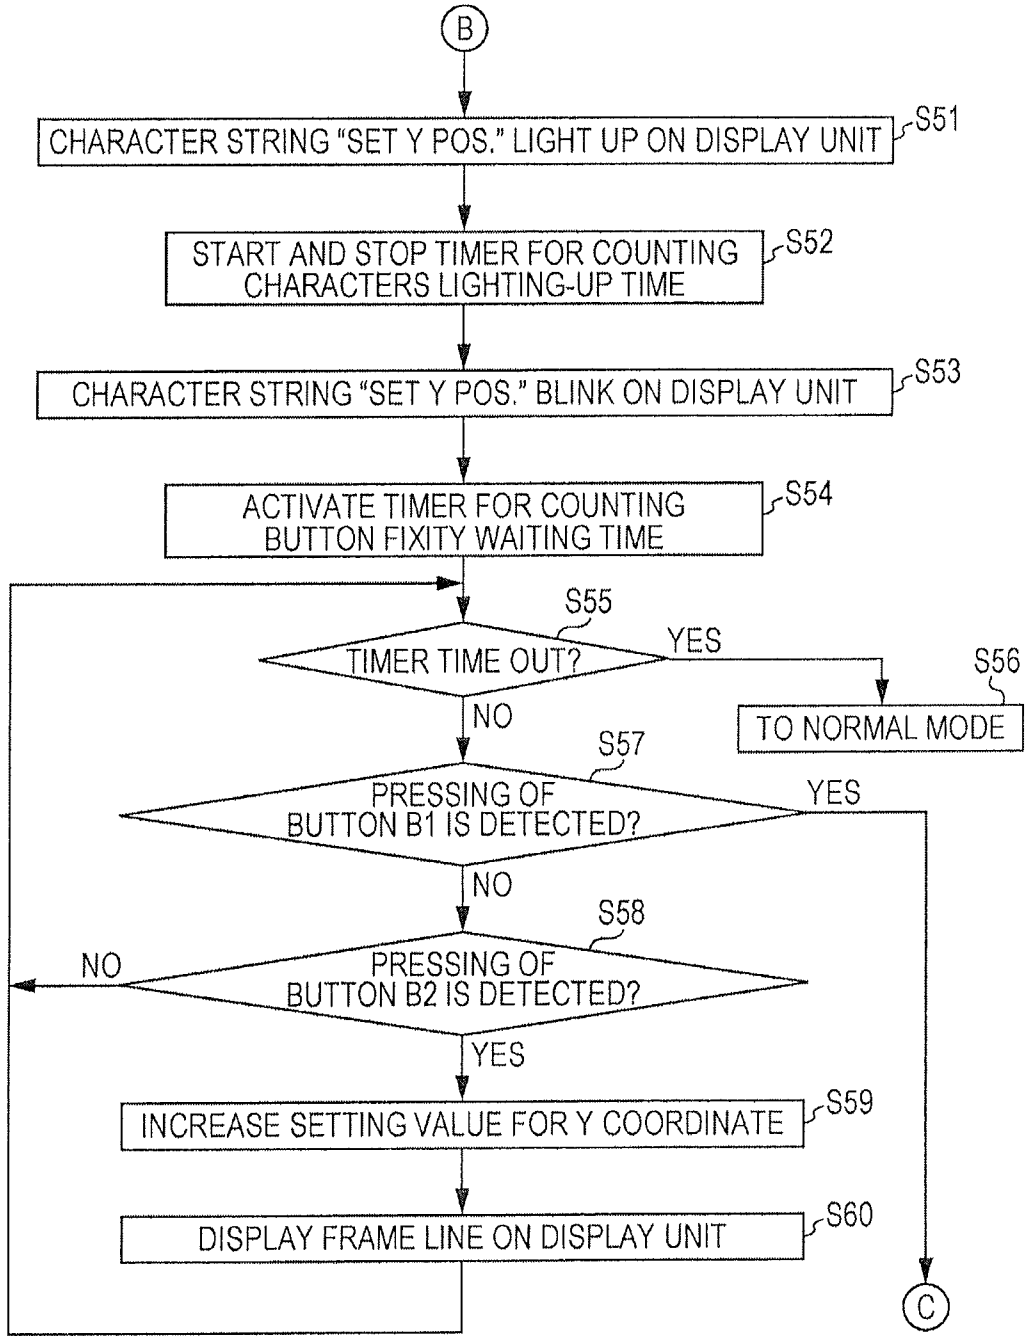 B
S51
CHARACTER STRING “SET Y POS.” LIGHT UP ON DISPLAY UNIT
S52
START AND STOP TIMER FOR COUNTING
CHARACTERS LIGHTING-UP TIME
S53
CHARACTER STRING “SET Y POS.” BLINK ON DISPLAY UNIT
S54
ACTIVATE TIMER FOR COUNTING
BUTTON FIXITY WAITING TIME
S55
TIMER TIME OUT?
YES
S56
TO NORMAL MODE
NO
S57
PRESSING OF
BUTTON B1 IS DETECTED?
YES
NO
S58
PRESSING OF
BUTTON B2 IS DETECTED?
NO
YES
S59
INCREASE SETTING VALUE FOR Y COORDINATE
S60
DISPLAY FRAME LINE ON DISPLAY UNIT
C